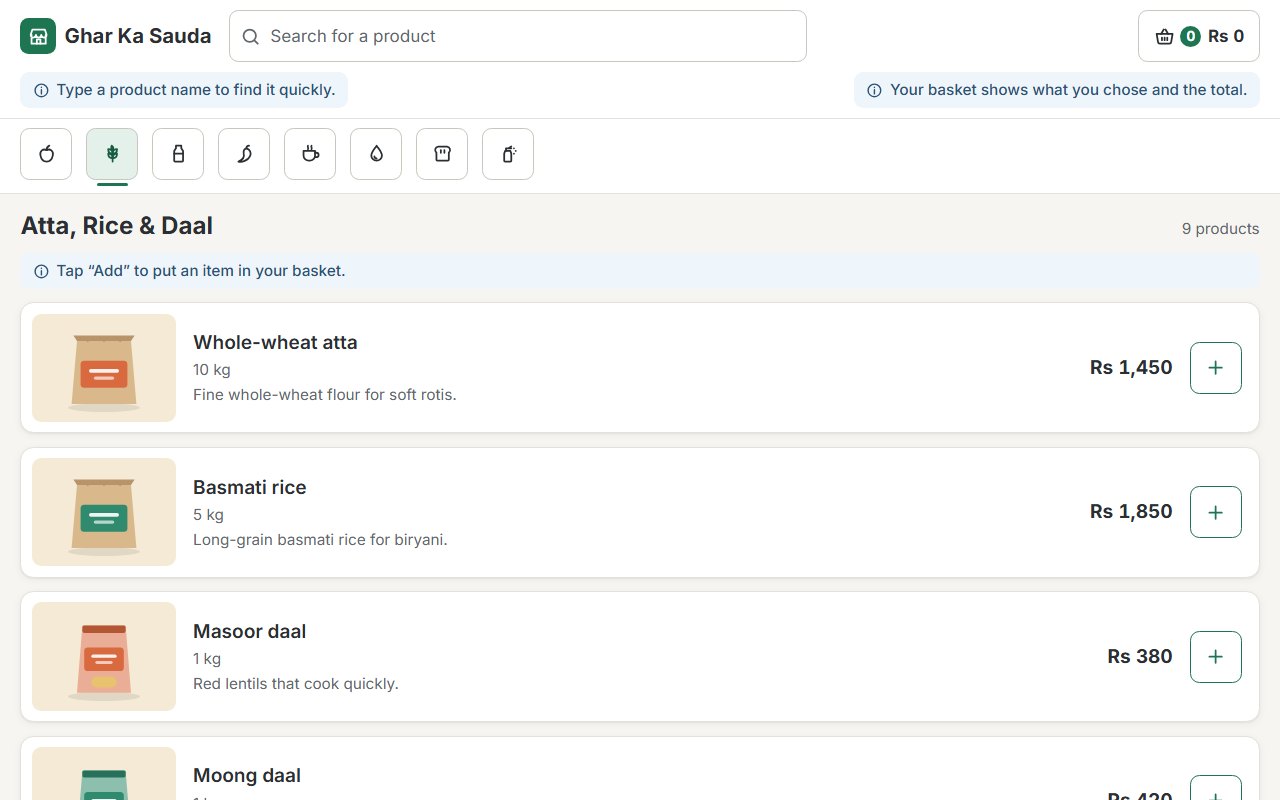 Ghar Ka Sauda
Search for a product
0 Rs 0
Type a product name to find it quickly.
Your basket shows what you chose and the total.
Atta, Rice & Daal
9 products
Tap “Add” to put an item in your basket.
Whole-wheat atta
10 kg
Fine whole-wheat flour for soft rotis.
Rs 1,450
Basmati rice
5 kg
Long-grain basmati rice for biryani.
Rs 1,850
Masoor daal
1 kg
Red lentils that cook quickly.
Rs 380
Moong daal
Rs 420